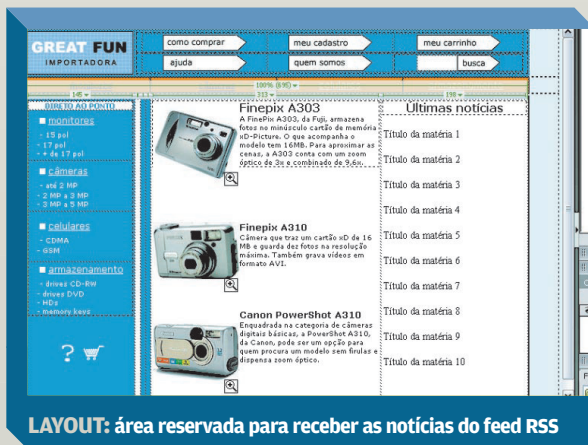 GREAT FUN
IMPORTADORA
como comprar
meu cadastro
meu carrinho
ajuda
quem somos
busca
100% (695)
145
313
198
DIRETO AO PONTO
monitores
- 15 pol
- 17 pol
- + de 17 pol
câmeras
- até 2 MP
- 2 MP a 3 MP
- 3 MP a 5 MP
celulares
- CDMA
- GSM
armazenamento
- drives CD-RW
- drives DVD
- HDs
- memory keys
?
Finepix A303
A FinePix A303, da Fuji, armazena
fotos no minúsculo cartão de memória
xD-Picture. O que acompanha o
modelo tem 16MB. Para aproximar as
cenas, a A303 conta com um zoom
óptico de 3x e combinado de 9,6x.
Finepix A310
Câmera que traz um cartão xD de 16
MB e guarda dez fotos na resolução
máxima. Também grava vídeos em
formato AVI.
Canon PowerShot A310
Enquadrada na categoria de câmeras
digitais básicas, a PowerShot A310,
da Canon, pode ser um opção para
quem procura um modelo sem firulas e
dispensa zoom óptico.
Últimas notícias
Título da matéria 1
Título da matéria 2
Título da matéria 3
Título da matéria 4
Título da matéria 5
Título da matéria 6
Título da matéria 7
Título da matéria 8
Título da matéria 9
Título da matéria 10
LAYOUT: área reservada para receber as notícias do feed RSS